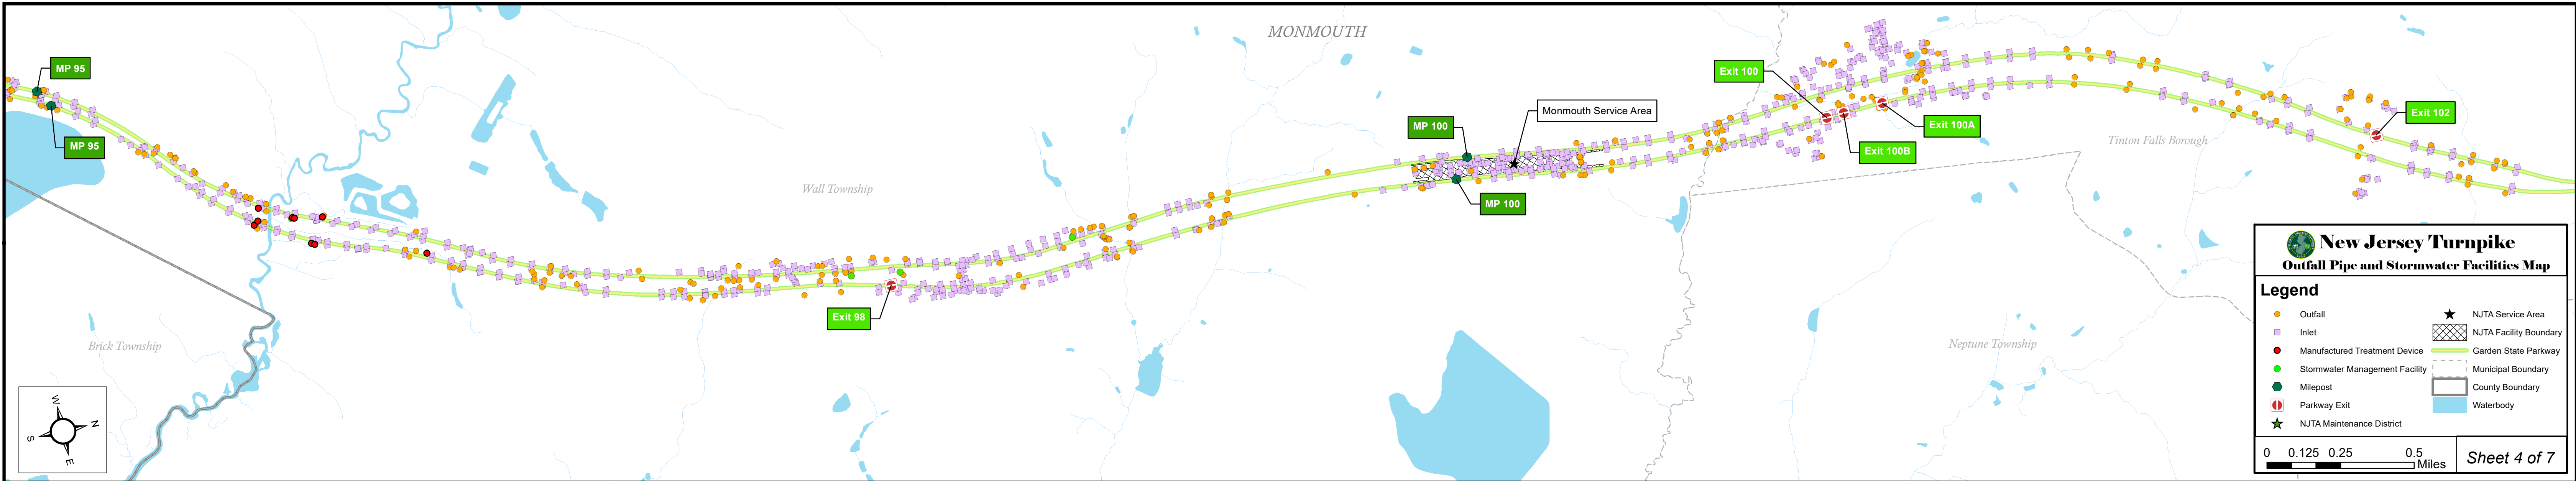 MONMOUTH
MP 95
MP 95
Wall Township
Brick Township
Exit 98
MP 100
Monmouth Service Area
MP 100
Exit 100
Exit 100A
Exit 100B
Exit 102
Tinton Falls Borough
Neptune Township
W
N
S
E
New Jersey Turnpike
Outfall Pipe and Stormwater Facilities Map
Legend
Outfall
Inlet
Manufactured Treatment Device
Stormwater Management Facility
Milepost
Parkway Exit
NJTA Maintenance District
NJTA Service Area
NJTA Facility Boundary
Garden State Parkway
Municipal Boundary
County Boundary
Waterbody
0 0.125 0.25 0.5
Miles
Sheet 4 of 7